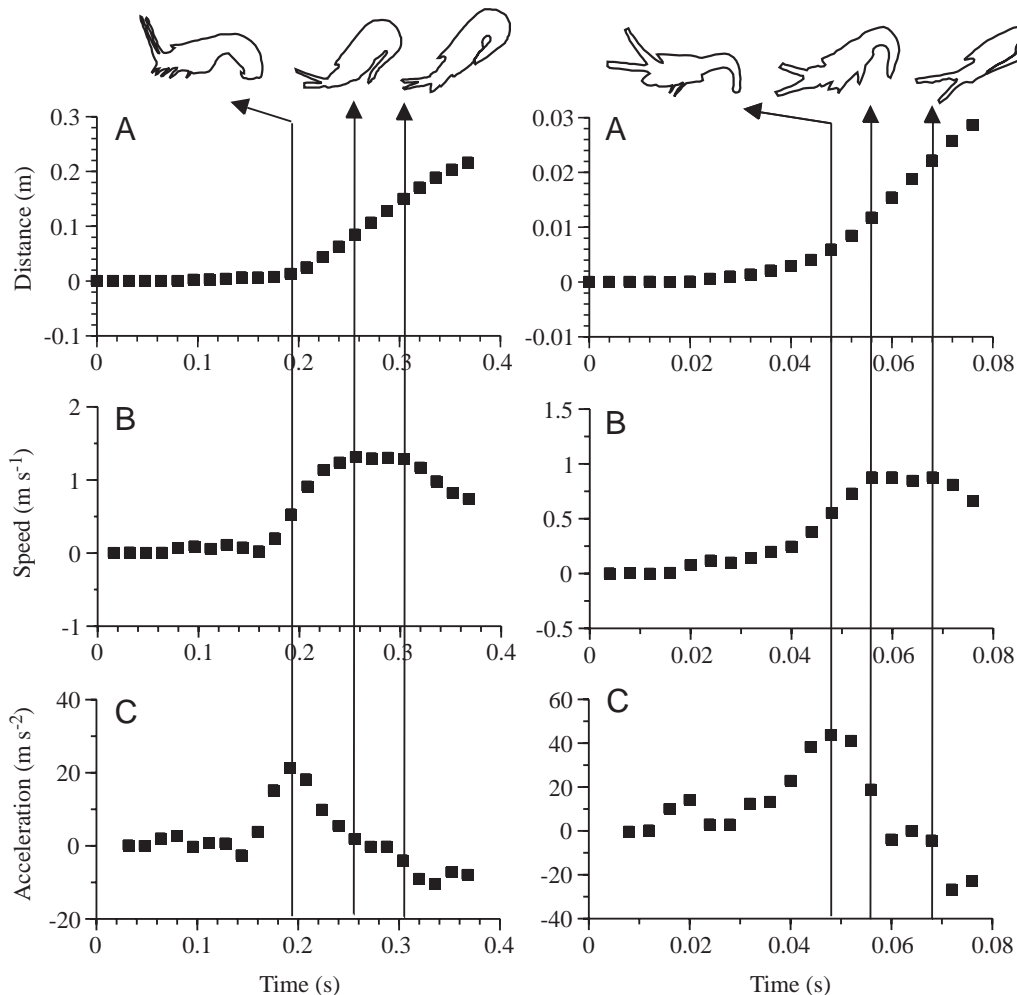 A
0.3
0.2
0.1
0
-0.1
Distance (m)
0 0.1 0.2 0.3 0.4
B
2
1
0
-1
Speed (m s-1)
0 0.1 0.2 0.3 0.4
C
40
20
0
-20
Acceleration (m s-2)
0 0.1 0.2 0.3 0.4
Time (s)
A
0.03
0.02
0.01
0
-0.01
0 0.02 0.04 0.06 0.08
B
1.5
1
0.5
0
-0.5
0 0.02 0.04 0.06 0.08
C
60
40
20
0
-20
-40
0 0.02 0.04 0.06 0.08
Time (s)